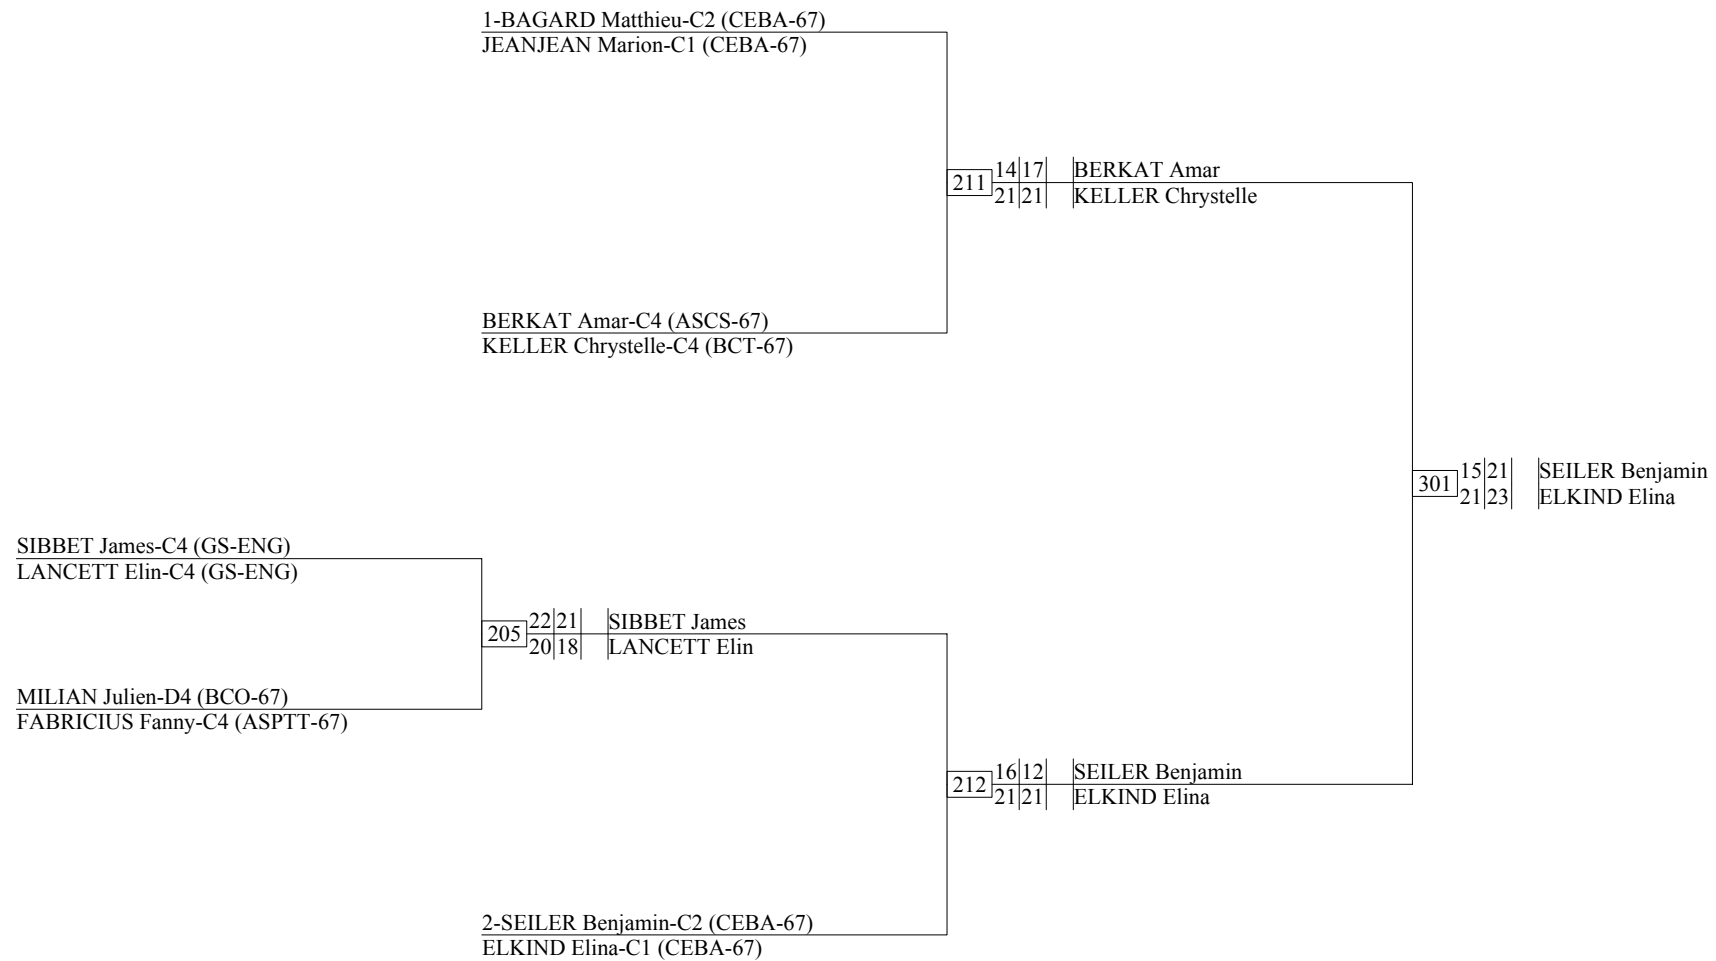 1-BAGARD Matthieu-C2 (CEBA-67)
JEANJEAN Marion-C1 (CEBA-67)
211 14 17 BERKAT Amar
21 21 KELLER Chrystelle
BERKAT Amar-C4 (ASCS-67)
KELLER Chrystelle-C4 (BCT-67)
301 15 21 SEILER Benjamin
21 23 ELKIND Elina
SIBBET James-C4 (GS-ENG)
LANCETT Elin-C4 (GS-ENG)
205 22 21 SIBBET James
20 18 LANCETT Elin
MILIAN Julien-D4 (BCO-67)
FABRICIUS Fanny-C4 (ASPTT-67)
212 16 12 SEILER Benjamin
21 21 ELKIND Elina
2-SEILER Benjamin-C2 (CEBA-67)
ELKIND Elina-C1 (CEBA-67)